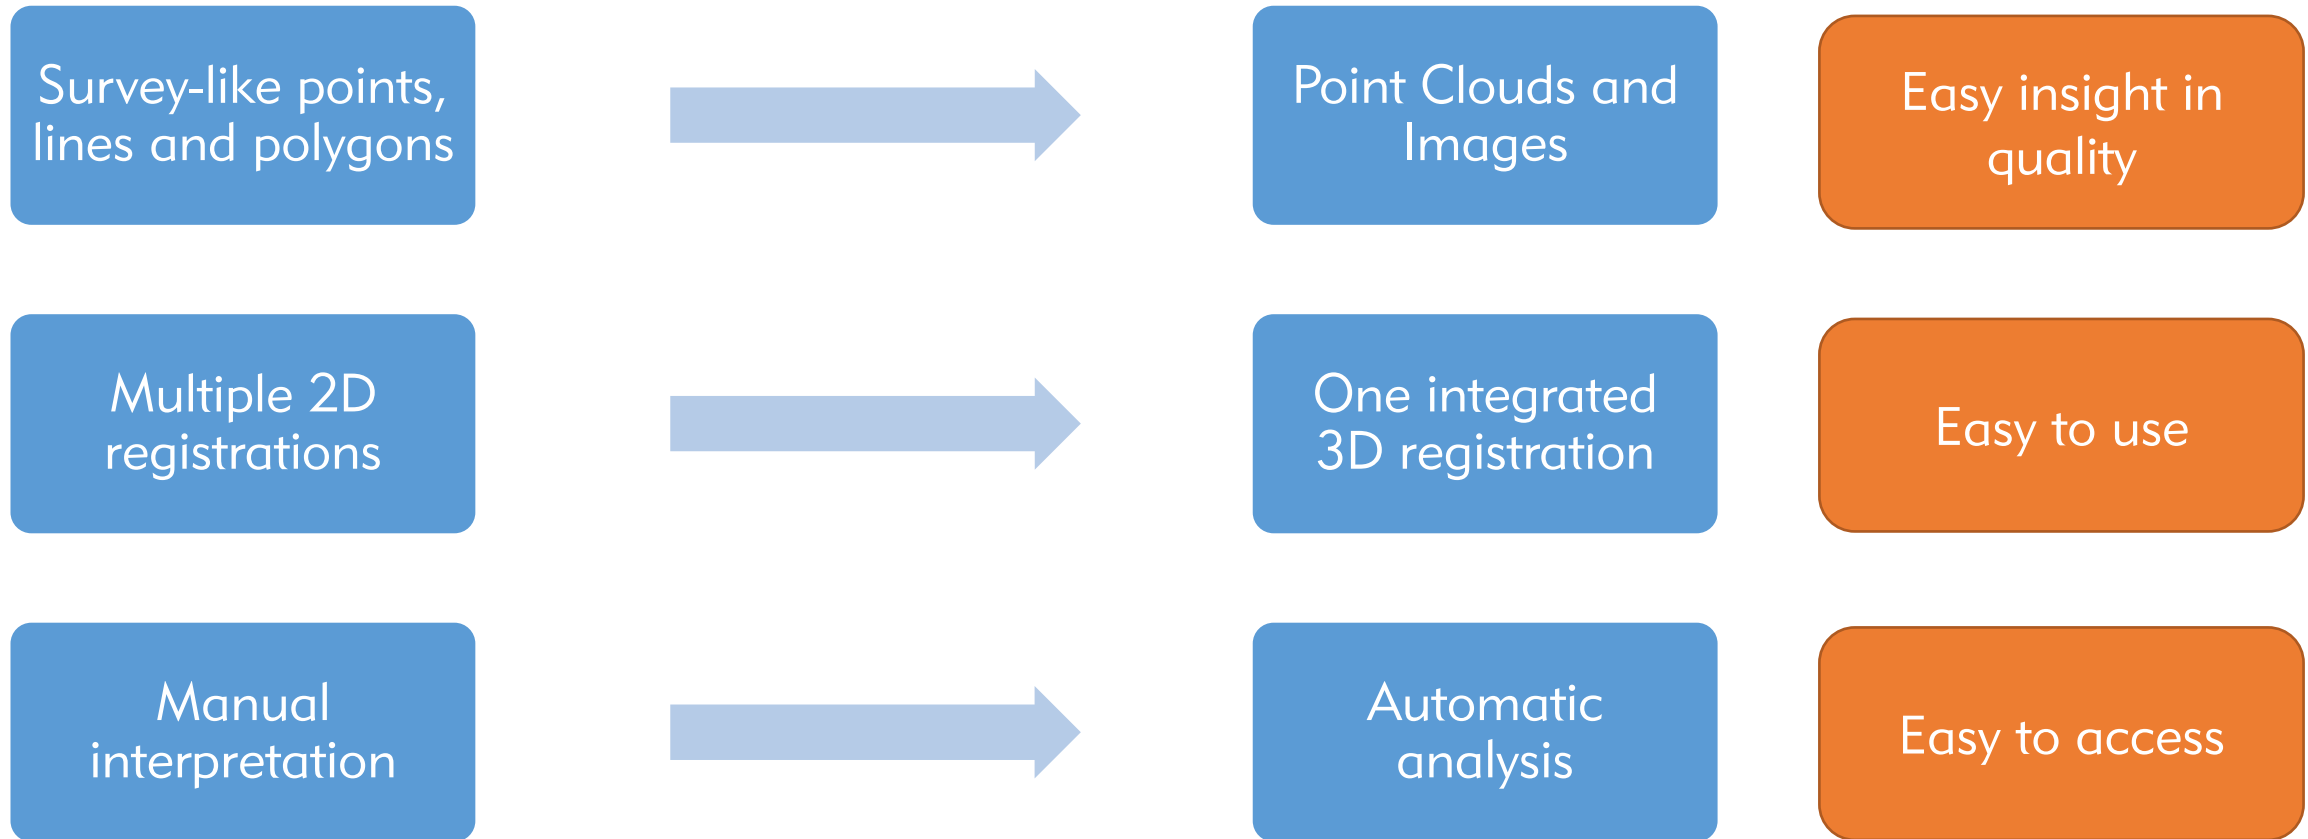 Survey-like points,
lines and polygons
Point Clouds and
Images
Easy insight in
quality
Multiple 2D
registrations
One integrated
3D registration
Easy to use
Manual
interpretation
Automatic
analysis
Easy to access